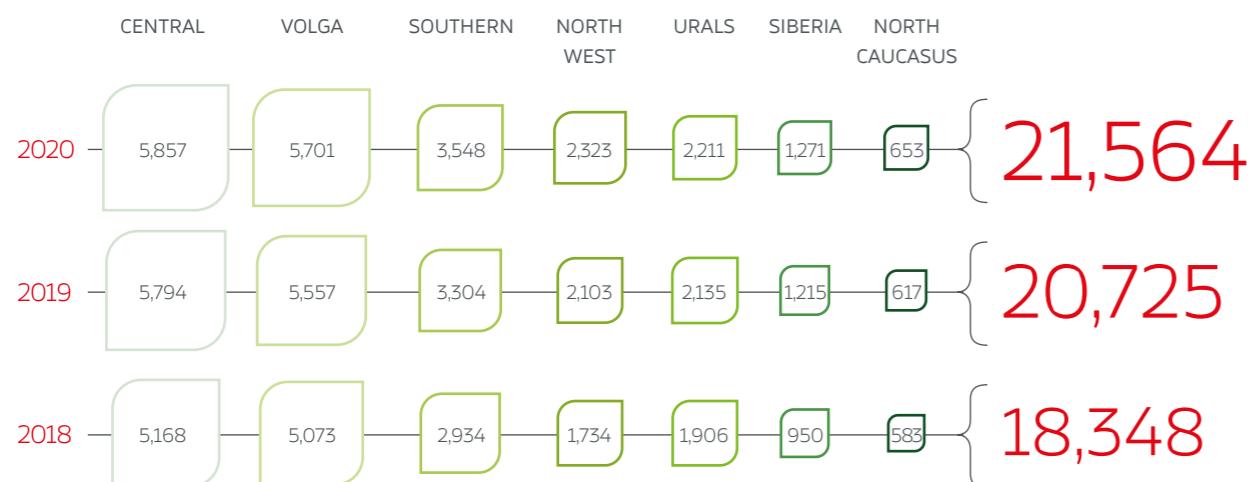 CENTRAL VOLGA SOUTHERN NORTH WEST URALS SIBERIA NORTH CAUCASUS
2020 5,857 5,701 3,548 2,323 2,211 1,271 653 21,564
2019 5,794 5,557 3,304 2,103 2,135 1,215 617 20,725
2018 5,168 5,073 2,934 1,734 1,906 950 583 18,348